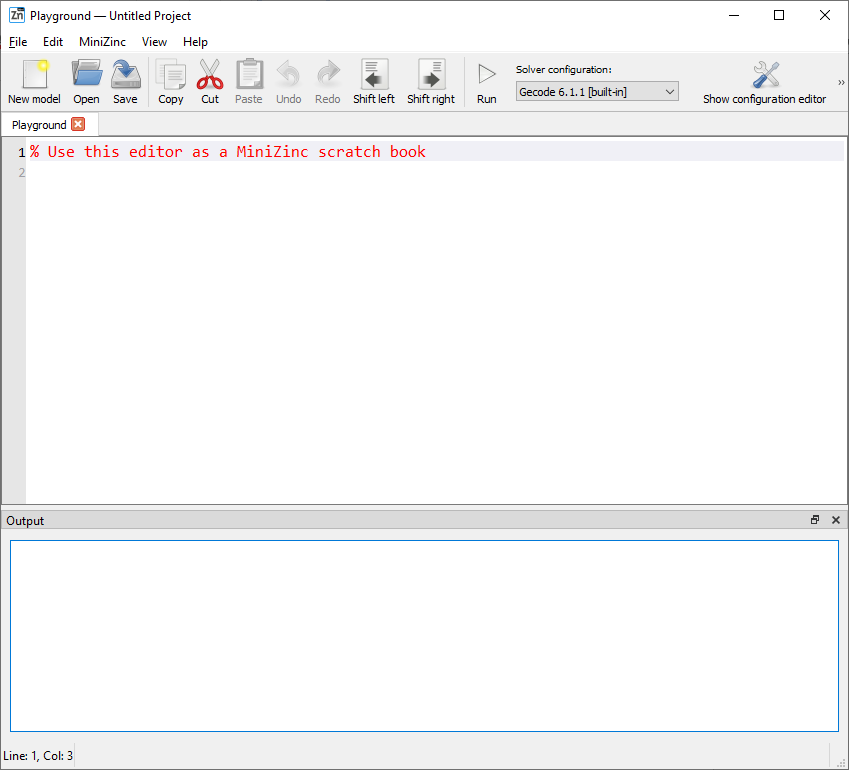 Zn Playground — Untitled Project
File Edit MiniZinc View Help
New model Open Save Copy Cut Paste Undo Redo Shift left Shift right Run Solver configuration: Gecode 6.1.1 [built-in] Show configuration editor »
Playground
1 % Use this editor as a MiniZinc scratch book
2
Output
Line: 1, Col: 3